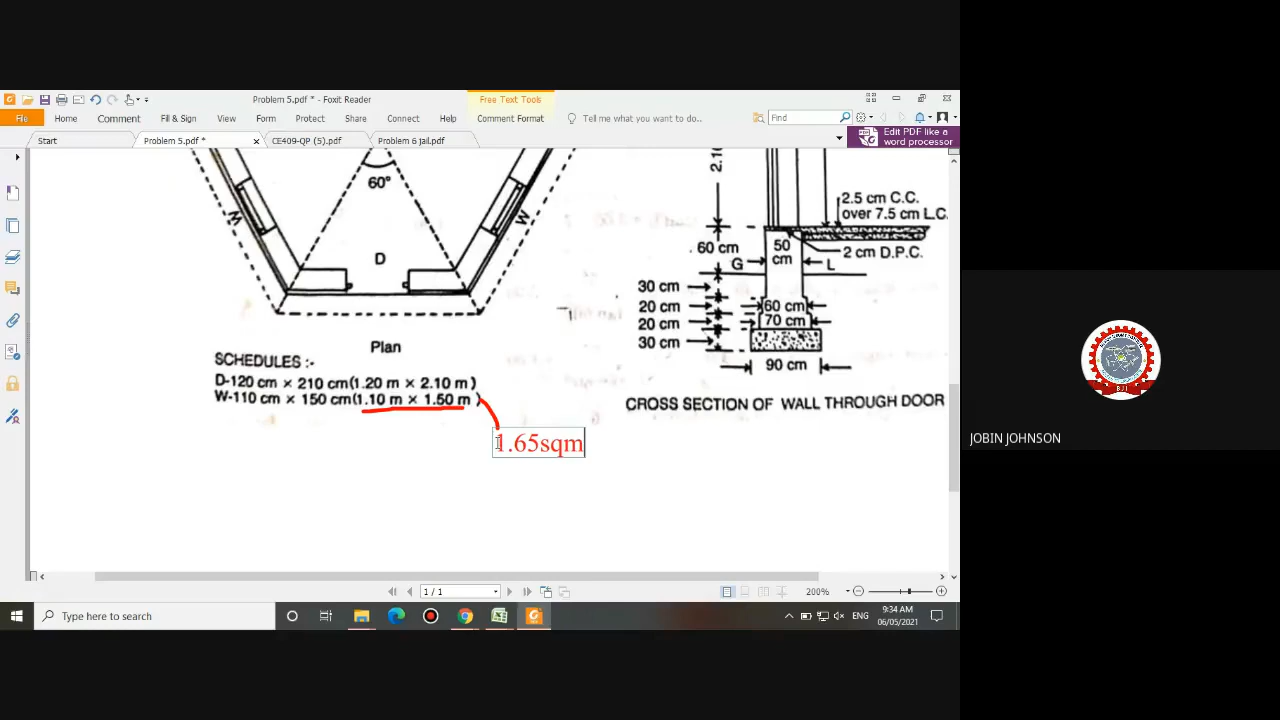 Problem 5.pdf * - Foxit Reader
Free Text Tools
File
Home
Comment
Fill & Sign
View
Form
Protect
Share
Connect
Help
Comment Format
Tell me what you want to do..
Find
Start
Problem 5.pdf *
CE409-QP (5).pdf
Problem 6 jail.pdf
Edit PDF like a
word processor
60°
W
W
D
Plan
SCHEDULES :-
D-120 cm × 210 cm(1.20 m × 2.10 m)
W-110 cm × 150 cm(1.10 m × 1.50 m )
1.65sqm
2.5 cm C.C.
over 7.5 cm L.C.
60 cm
50
cm
2 cm D.P.C.
G
L
30 cm
20 cm
60 cm
20 cm
70 cm
30 cm
90 cm
CROSS SECTION OF WALL THROUGH DOOR
JOBIN JOHNSON
1 / 1
200%
Type here to search
ENG
9:34 AM
06/05/2021